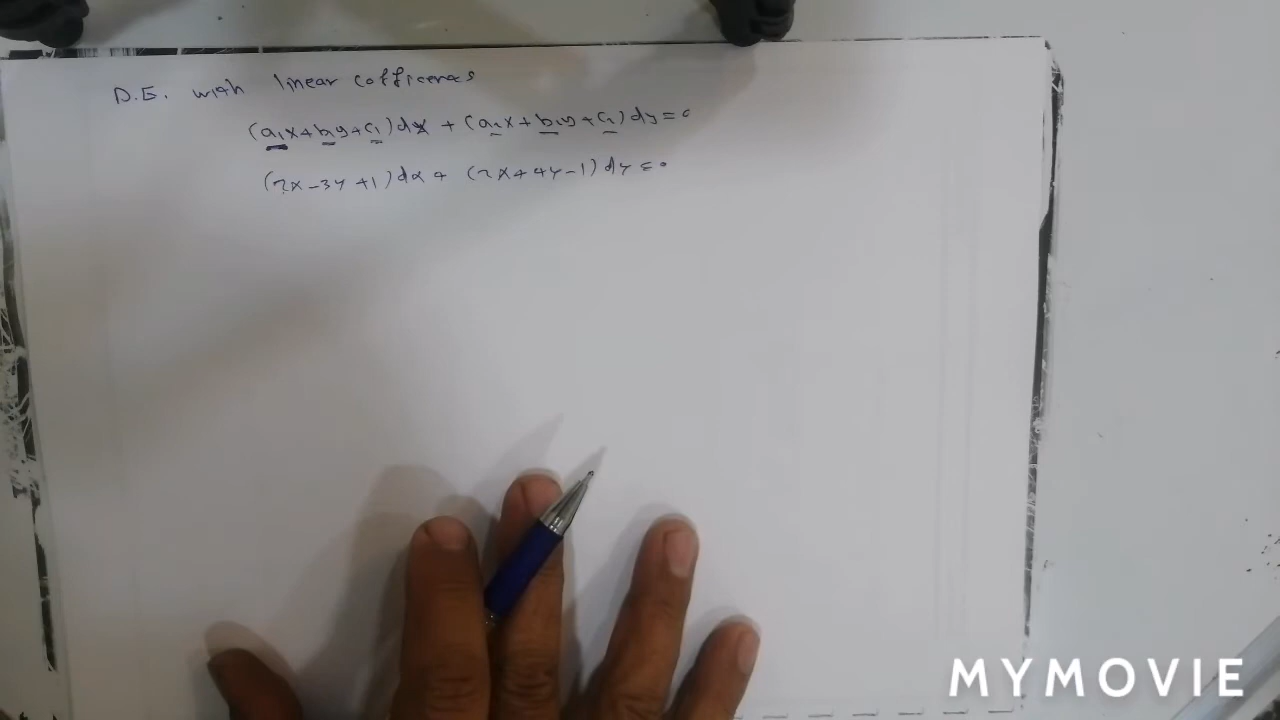 D.E. with linear cofficenes
(a₁x+b₁y+c₁)dx + (a₂x+b₂y+c₂)dy=0
(2x-3y+1)dx + (2x+4y-1)dy=0
MYMOVIE